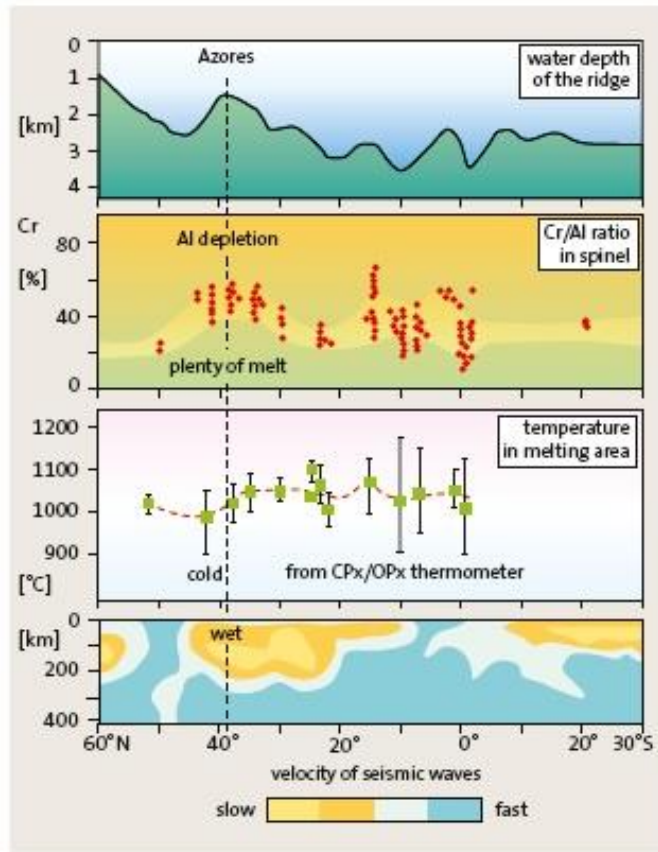 0
Azores
water depth
of the ridge
1
[km]
2
3
4
Cr
80
Al depletion
Cr/Al ratio
in spinel
[%]
40
plenty of melt
0
1200
temperature
in melting area
1100
1000
900
cold
from CPx/OPx thermometer
[°C]
0
[km]
wet
200
400
60°N 40° 20° 0° 20° 30°S
velocity of seismic waves
slow fast